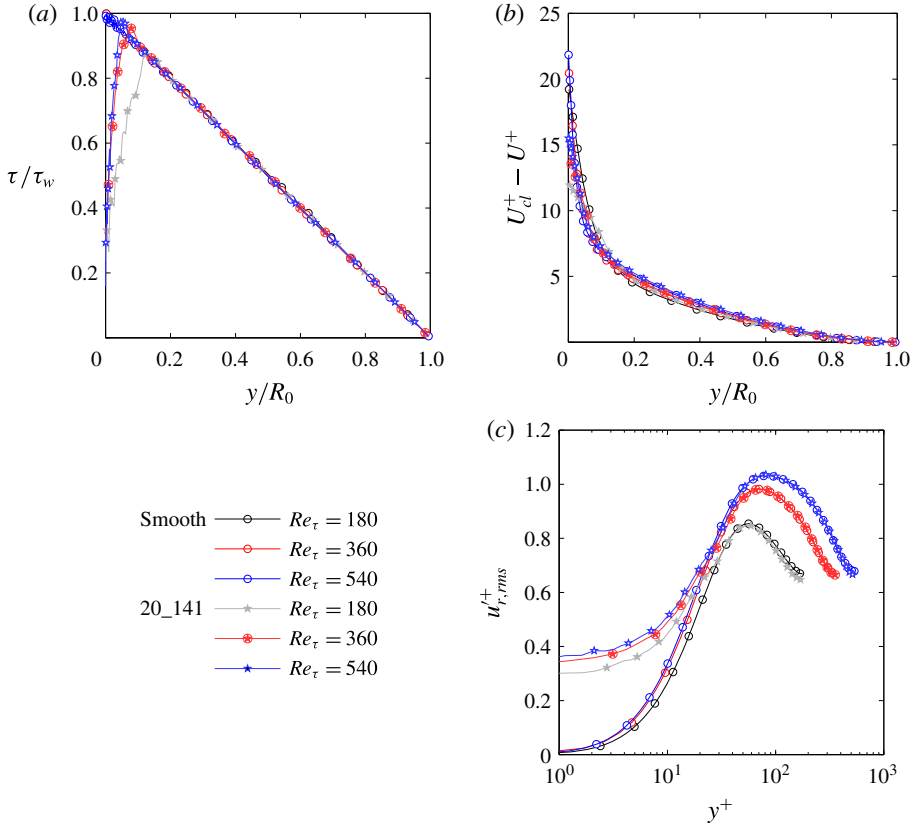 (a)
1.0
0.8
0.6
0.4
0.2
τ/τ_w
0 0.2 0.4 0.6 0.8 1.0
y/R_0
(b)
25
20
15
10
5
U_{cl}^+ − U^+
0 0.2 0.4 0.6 0.8 1.0
y/R_0
Smooth Re_τ = 180
Re_τ = 360
Re_τ = 540
20_141 Re_τ = 180
Re_τ = 360
Re_τ = 540
(c)
1.2
1.0
0.8
0.6
0.4
0.2
0
u_{r,rms}^{′+}
10^0 10^1 10^2 10^3
y^+